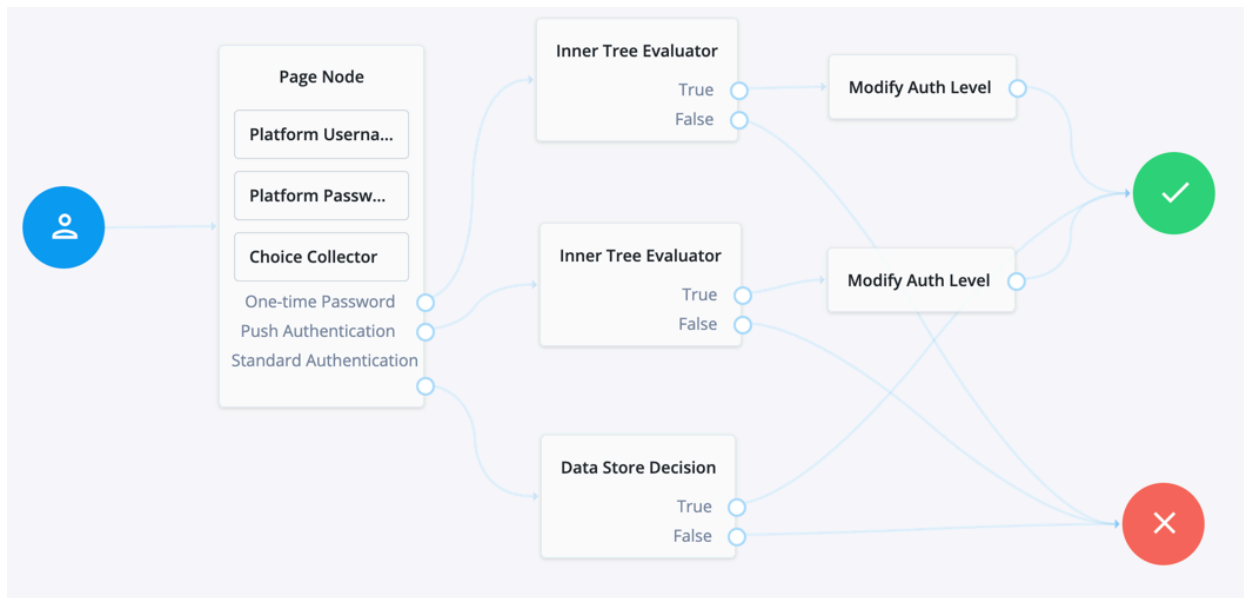 Page Node
Platform Userna...
Platform Passw...
Choice Collector
One-time Password
Push Authentication
Standard Authentication
Inner Tree Evaluator
True
False
Modify Auth Level
Inner Tree Evaluator
True
False
Modify Auth Level
Data Store Decision
True
False